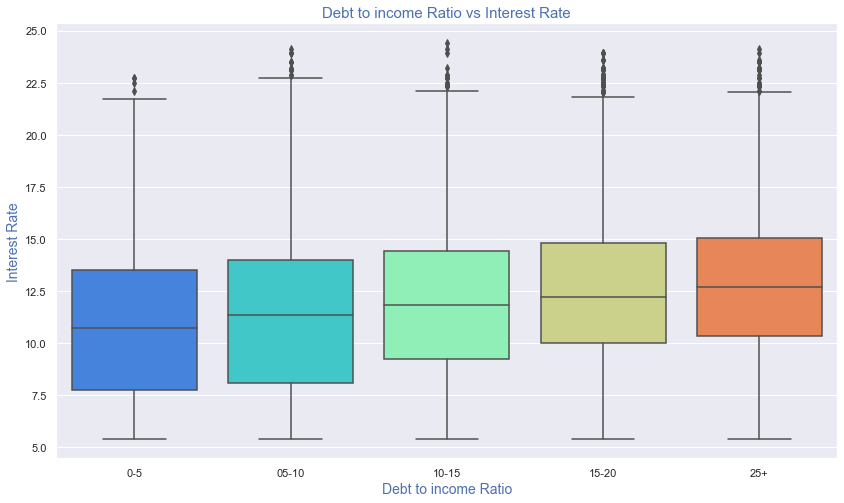 Debt to income Ratio vs Interest Rate
Interest Rate
25.0
22.5
20.0
17.5
15.0
12.5
10.0
7.5
5.0
0-5 05-10 10-15 15-20 25+
Debt to income Ratio